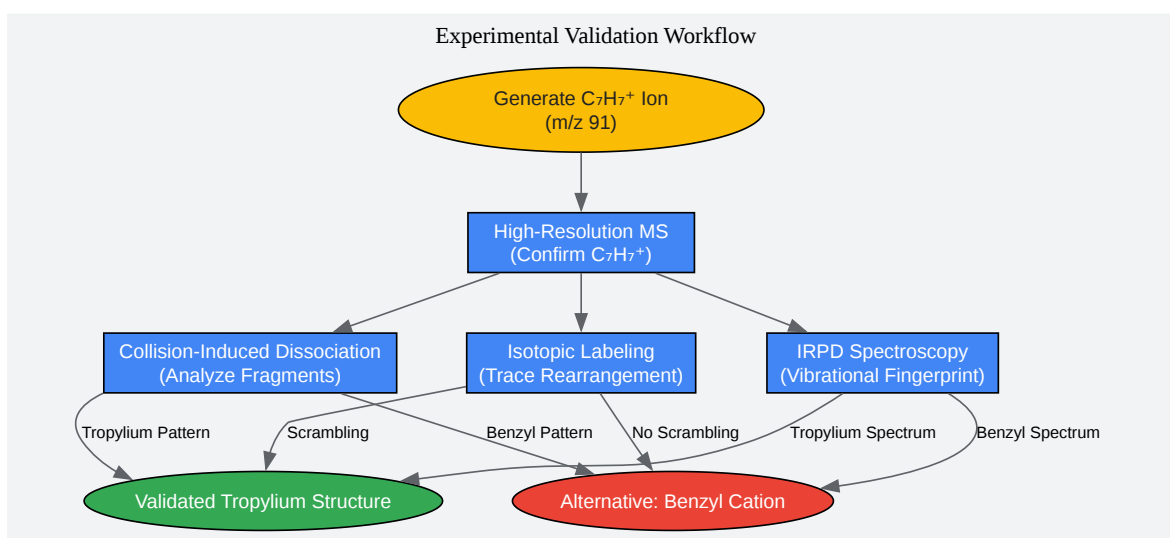 Experimental Validation Workflow
Generate C₇H₇⁺ Ion
(m/z 91)
High-Resolution MS
(Confirm C₇H₇⁺)
Collision-Induced Dissociation
(Analyze Fragments)
Isotopic Labeling
(Trace Rearrangement)
IRPD Spectroscopy
(Vibrational Fingerprint)
Tropylium Pattern
Scrambling
Benzyl Pattern
No Scrambling
Tropylium Spectrum
Benzyl Spectrum
Validated Tropylium Structure
Alternative: Benzyl Cation